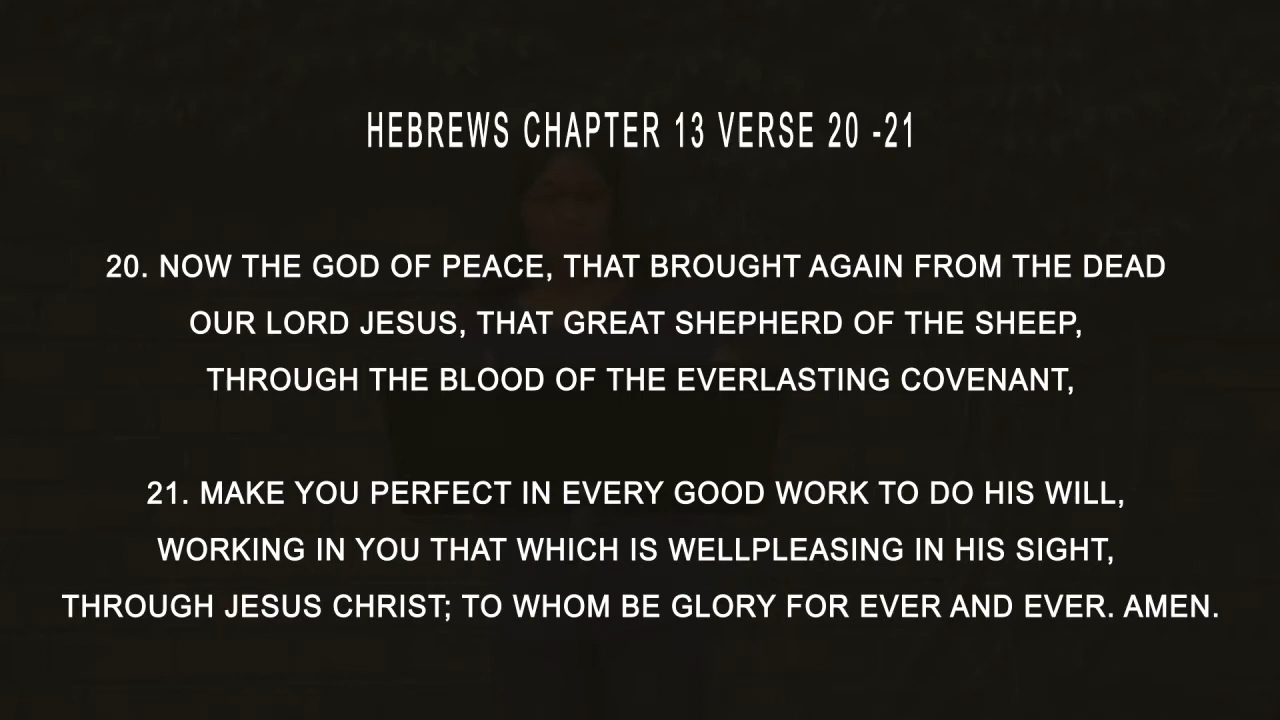 HEBREWS CHAPTER 13 VERSE 20 -21
20. NOW THE GOD OF PEACE, THAT BROUGHT AGAIN FROM THE DEAD
OUR LORD JESUS, THAT GREAT SHEPHERD OF THE SHEEP,
THROUGH THE BLOOD OF THE EVERLASTING COVENANT,
21. MAKE YOU PERFECT IN EVERY GOOD WORK TO DO HIS WILL,
WORKING IN YOU THAT WHICH IS WELLPLEASING IN HIS SIGHT,
THROUGH JESUS CHRIST; TO WHOM BE GLORY FOR EVER AND EVER. AMEN.